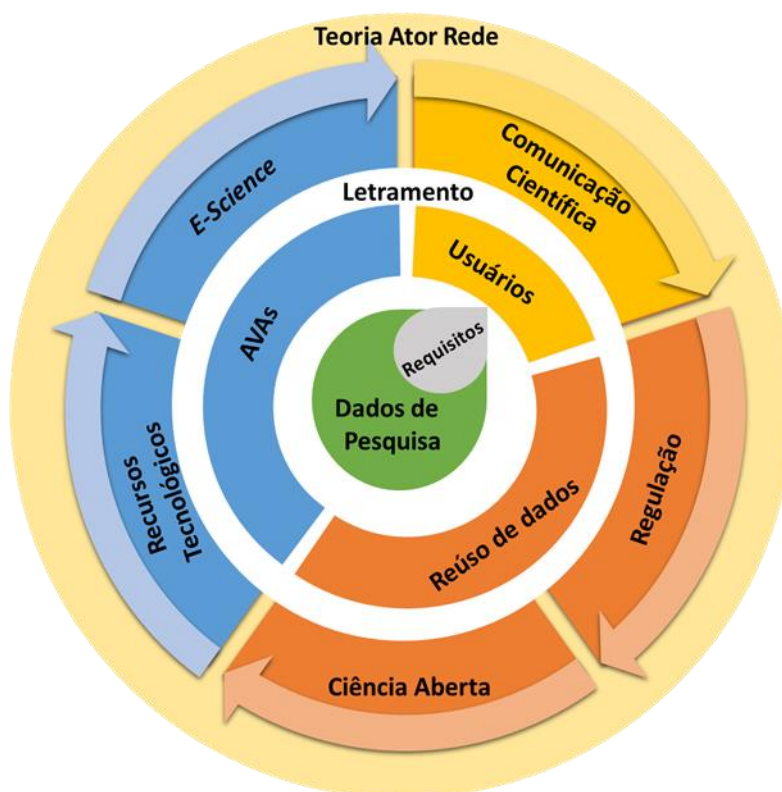 Teoria Ator Rede
E-Science
Comunicação
Científica
Letramento
Usuários
AVAs
Requisitos
Dados de
Pesquisa
Recursos
Tecnológicos
Regulação
Reúso de dados
Ciência Aberta